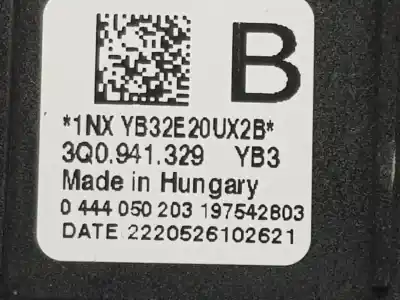 B
*1NX YB32E20UX2B*
3Q0.941.329 YB3
Made in Hungary
0 444 050 203 197542803
DATE 2220526102621